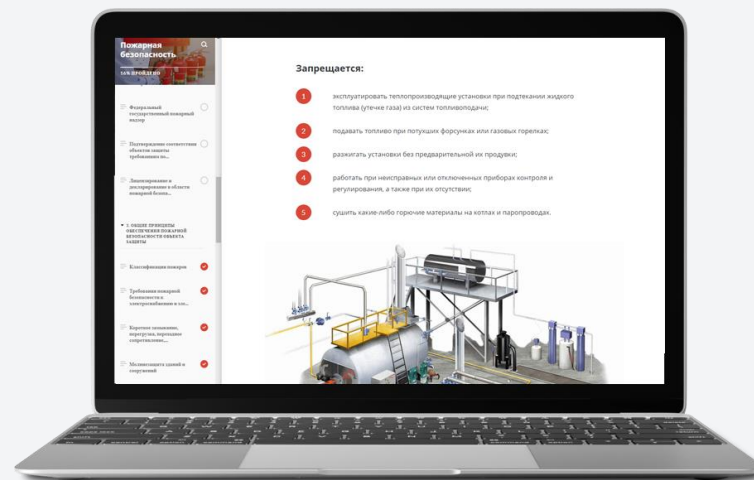 Пожарная
безопасность
Федеральный
государственный пожарный
надзор
Подтверждение соответствия
объектов защиты
требованиям по...
Лицензирование и
декларирование в области
пожарной безоп...
2. ОБЩИЕ ПРИНЦИПЫ
ОБЕСПЕЧЕНИЯ ПОЖАРНОЙ
БЕЗОПАСНОСТИ ОБЪЕКТА
ЗАЩИТЫ
Классификация пожаров
Требования пожарной
безопасности к
электроснабжению и эле...
Короткое замыкание,
перегрузка, переходное
сопротивление,...
Молниезащита зданий и
сооружений
Запрещается:
1 эксплуатировать теплопроизводящие установки при подтекании жидкого
топлива (утечке газа) из систем топливоподачи;
2 подавать топливо при потухших форсунках или газовых горелках;
3 разжигать установки без предварительной их продувки;
4 работать при неисправных или отключенных приборах контроля и
регулирования, а также при их отсутствии;
5 сушить какие-либо горючие материалы на котлах и паропроводах.